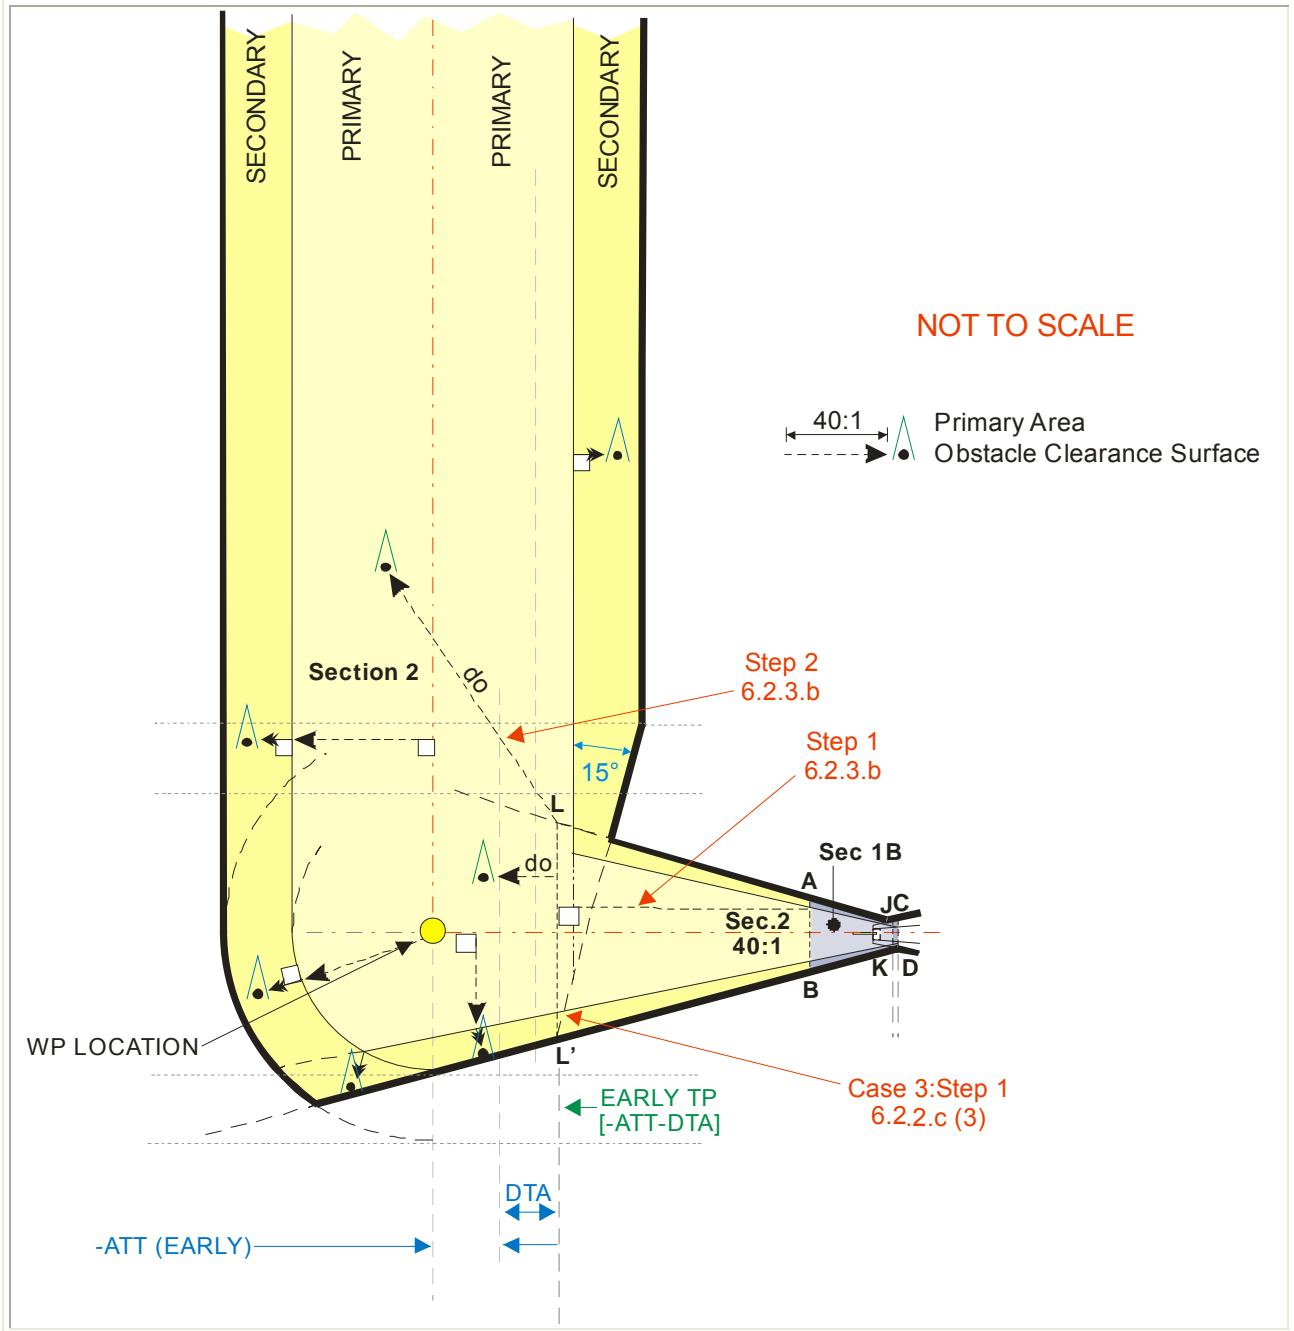 SECONDARY
PRIMARY
PRIMARY
SECONDARY
NOT TO SCALE
40:1
Primary Area
Obstacle Clearance Surface
Section 2
do
Step 2
6.2.3.b
Step 1
6.2.3.b
15°
L
do
A
Sec 1B
JC
Sec.2
40:1
K D
B
WP LOCATION
L'
EARLY TP
[-ATT-DTA]
Case 3:Step 1
6.2.2.c (3)
DTA
-ATT (EARLY)